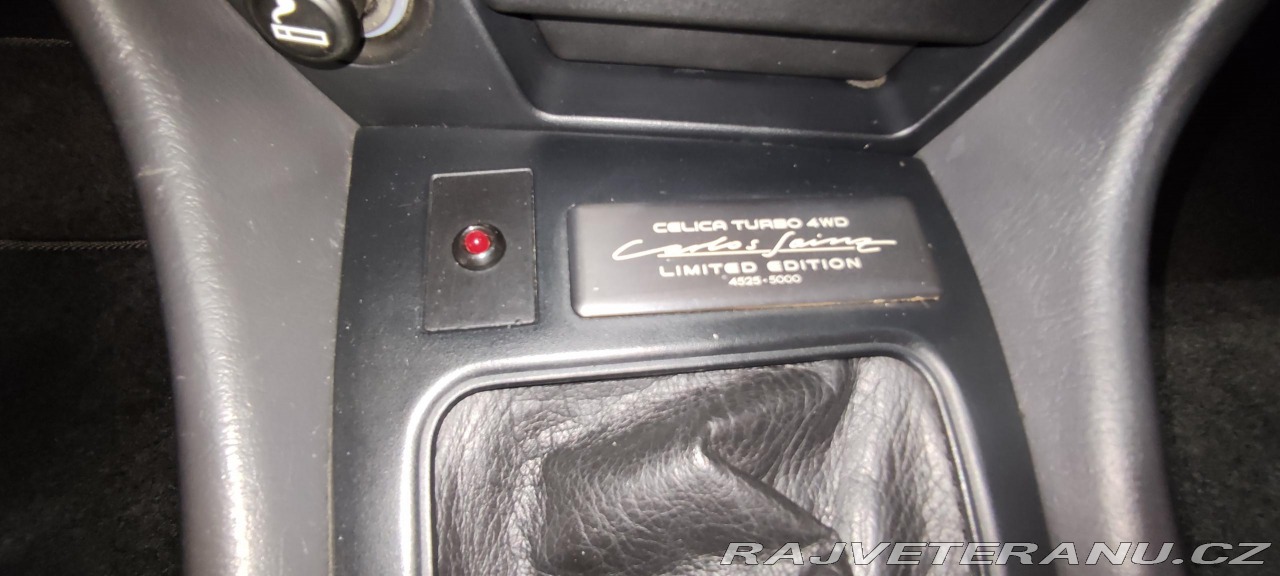 CELICA TURBO 4WD
Carlos Sainz
LIMITED EDITION
4525-5000
RAJVETERANU.CZ